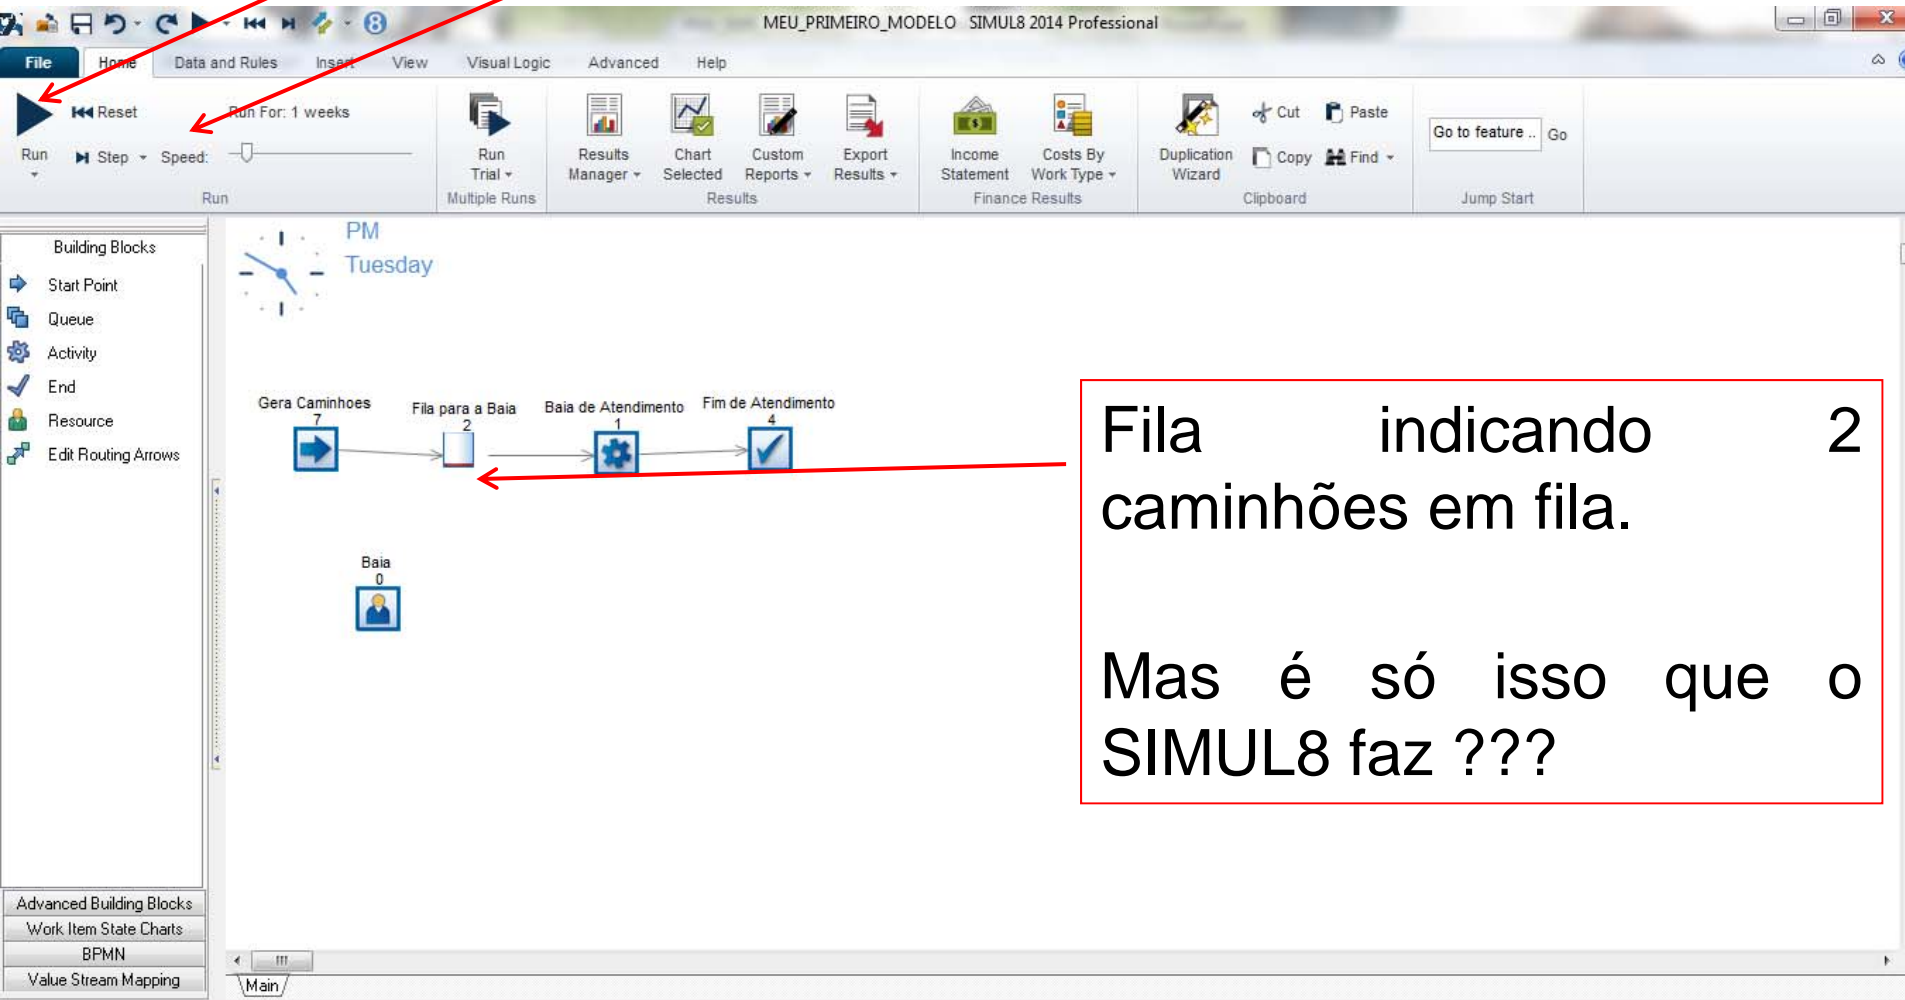 MEU_PRIMEIRO_MODELO SIMUL8 2014 Professional
File Home Data and Rules Insert View Visual Logic Advanced Help
Run
Reset
Step
Speed:
Run For: 1 weeks
Run
Run
Trial
Multiple Runs
Results
Manager
Chart
Selected
Custom
Reports
Export
Results
Results
Income
Statement
Costs By
Work Type
Finance Results
Duplication
Wizard
Cut
Copy
Paste
Find
Clipboard
Go to feature .. Go
Jump Start
Building Blocks
Start Point
Queue
Activity
End
Resource
Edit Routing Arrows
Advanced Building Blocks
Work Item State Charts
BPMN
Value Stream Mapping
PM
Tuesday
Gera Caminhoes
7
Fila para a Baia
2
Baia de Atendimento
1
Fim de Atendimento
4
Baia
0
Fila indicando 2
caminhões em fila.
Mas é só isso que o
SIMUL8 faz ???
Main